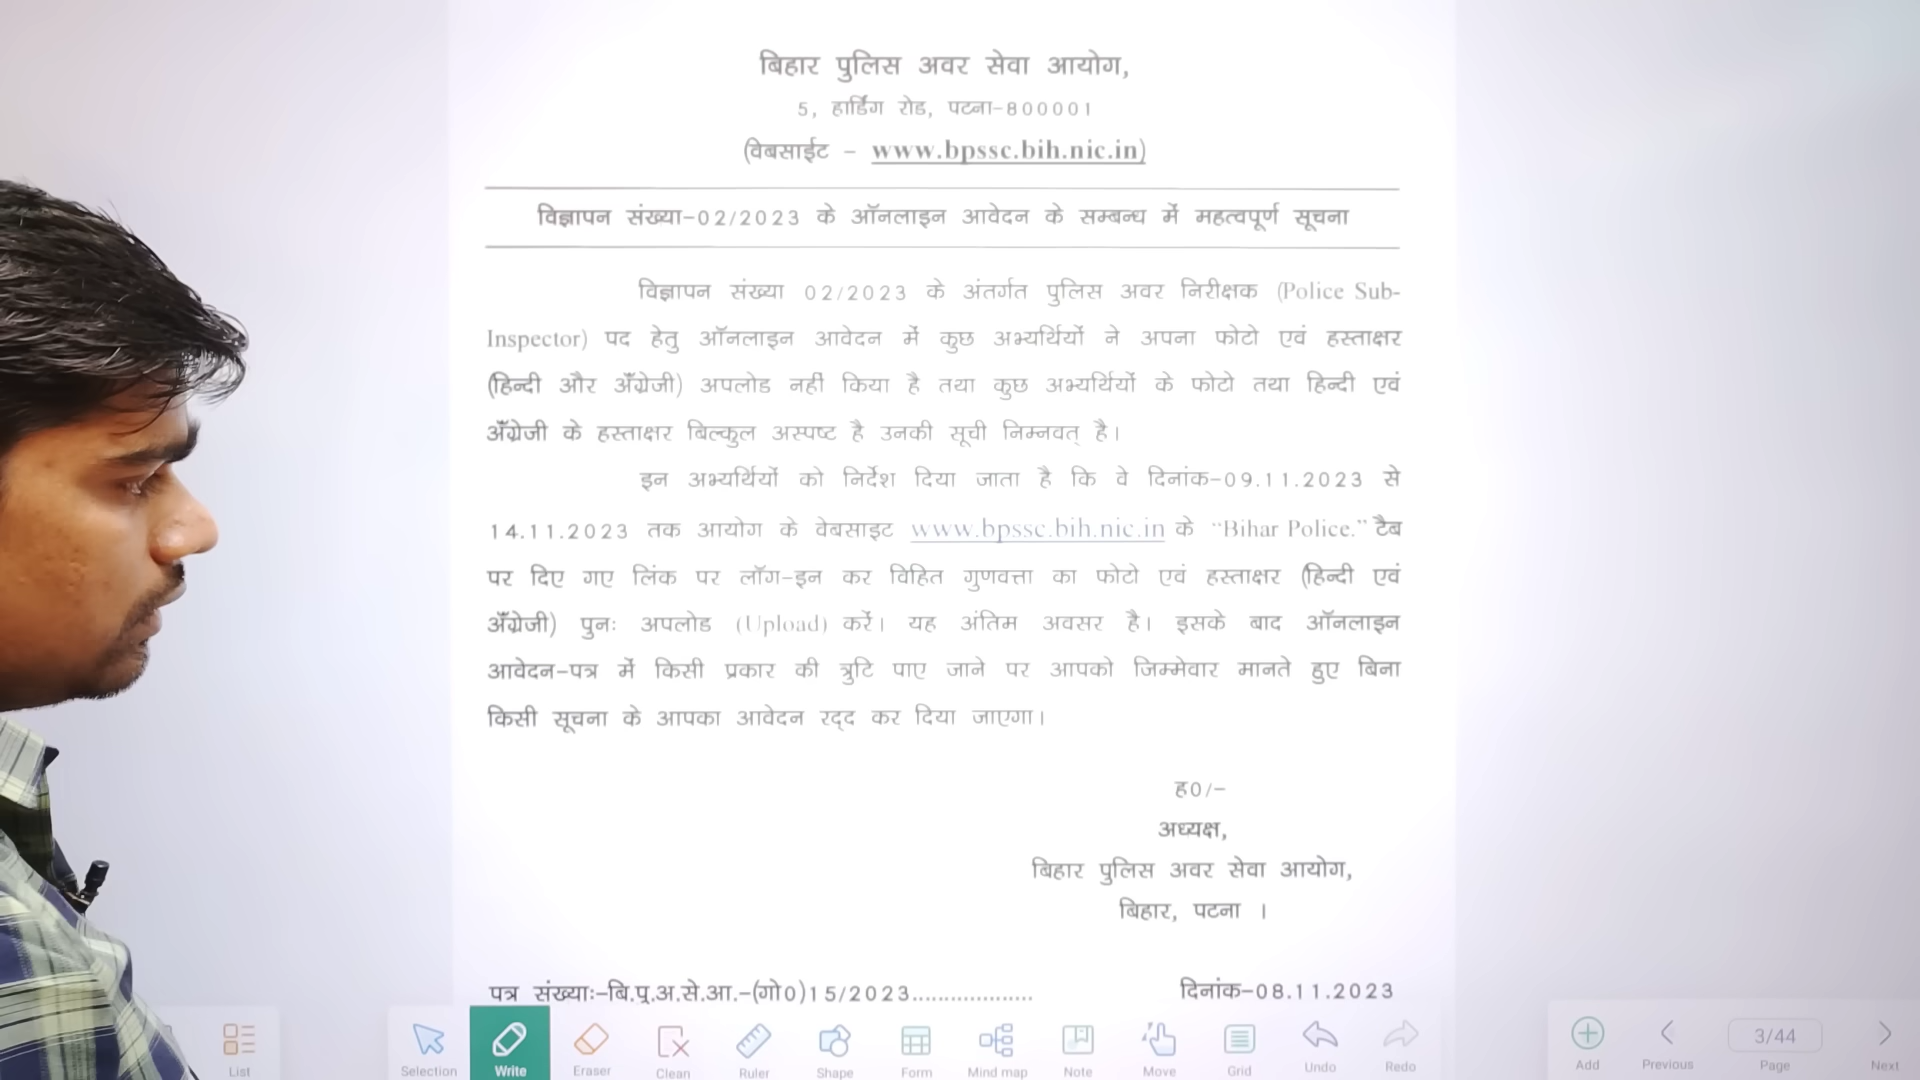 बिहार पुलिस अवर सेवा आयोग,
5, हार्डिंग रोड, पटना-800001
(वेबसाईट - www.bpssc.bih.nic.in)
विज्ञापन संख्या-02/2023 के ऑनलाइन आवेदन के सम्बन्ध में महत्वपूर्ण सूचना
विज्ञापन संख्या 02/2023 के अंतर्गत पुलिस अवर निरीक्षक (Police Sub-
Inspector) पद हेतु ऑनलाइन आवेदन में कुछ अभ्यर्थियों ने अपना फोटो एवं हस्ताक्षर
(हिन्दी और अँग्रेजी) अपलोड नहीं किया है तथा कुछ अभ्यर्थियों के फोटो तथा हिन्दी एवं
अँग्रेजी के हस्ताक्षर बिल्कुल अस्पष्ट है उनकी सूची निम्नवत् है।
इन अभ्यर्थियों को निर्देश दिया जाता है कि वे दिनांक-09.11.2023 से
14.11.2023 तक आयोग के वेबसाइट www.bpssc.bih.nic.in के “Bihar Police.” टैब
पर दिए गए लिंक पर लॉग-इन कर विहित गुणवत्ता का फोटो एवं हस्ताक्षर (हिन्दी एवं
अँग्रेजी) पुनः अपलोड (Upload) करें। यह अंतिम अवसर है। इसके बाद ऑनलाइन
आवेदन-पत्र में किसी प्रकार की त्रुटि पाए जाने पर आपको जिम्मेवार मानते हुए बिना
किसी सूचना के आपका आवेदन रद्द कर दिया जाएगा।
ह0/-
अध्यक्ष,
बिहार पुलिस अवर सेवा आयोग,
बिहार, पटना ।
पत्र संख्याः-बि.पु.अ.से.आ.-(गो0)15/2023...................
दिनांक-08.11.2023
List Selection Write Eraser Clean Ruler Shape Form Mind map Note Move Grid Undo Redo Add Previous 3/44 Page Next